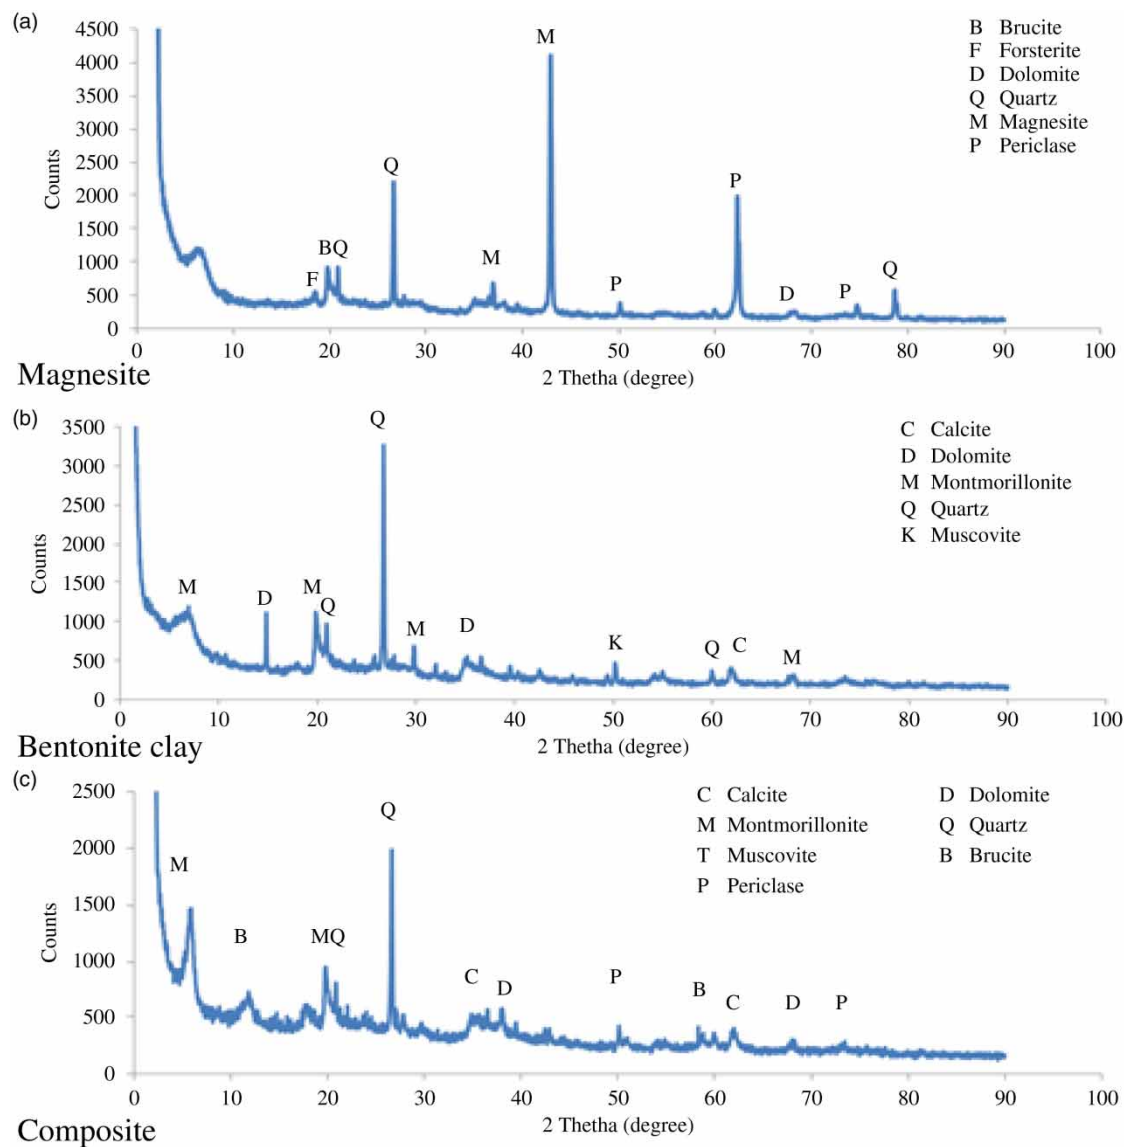 (a)
4500
4000
3500
3000
2500
2000
1500
1000
500
0
Counts
F
B Q
Q
M
M
P
P
D
P
Q
B Brucite
F Forsterite
D Dolomite
Q Quartz
M Magnesite
P Periclase
0 10 20 30 40 50 60 70 80 90 100
2 Thetha (degree)
Magnesite
(b)
3500
3000
2500
2000
1500
1000
500
0
Counts
M
D
M
Q
Q
M
D
K
Q
C
M
C Calcite
D Dolomite
M Montmorillonite
Q Quartz
K Muscovite
0 10 20 30 40 50 60 70 80 90 100
2 Thetha (degree)
Bentonite clay
(c)
2500
2000
1500
1000
500
0
Counts
M
B
MQ
Q
C
D
P
B
C
D
P
C Calcite D Dolomite
M Montmorillonite Q Quartz
T Muscovite B Brucite
P Periclase
0 10 20 30 40 50 60 70 80 90 100
2 Thetha (degree)
Composite